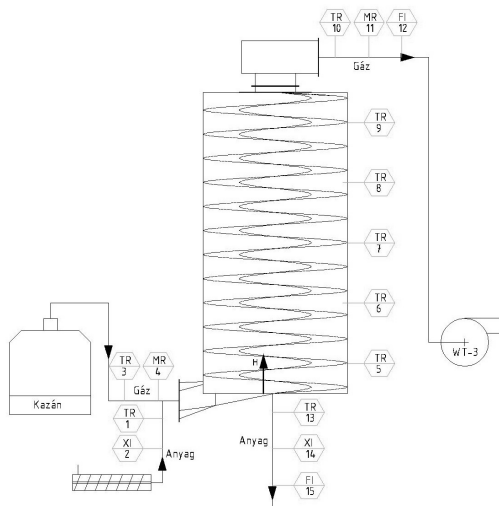 TR MR FI
10 11 12
Gáz
TR
9
TR
8
TR
7
TR
6
WT-3
TR
5
H
TR MR
3 4
Gáz
Kazán
TR
1
XI
2
Anyag
TR
13
Anyag
XI
14
FI
15